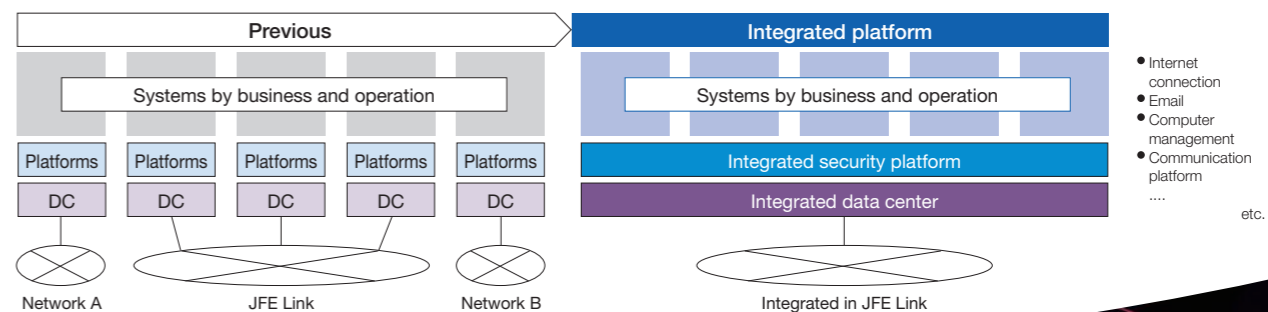 Previous
Integrated platform
Systems by business and operation
Systems by business and operation
Platforms Platforms Platforms Platforms Platforms
Integrated security platform
DC DC DC DC DC
Integrated data center
Network A JFE Link Network B
Integrated in JFE Link
● Internet
connection
● Email
● Computer
management
● Communication
platform
....
etc.